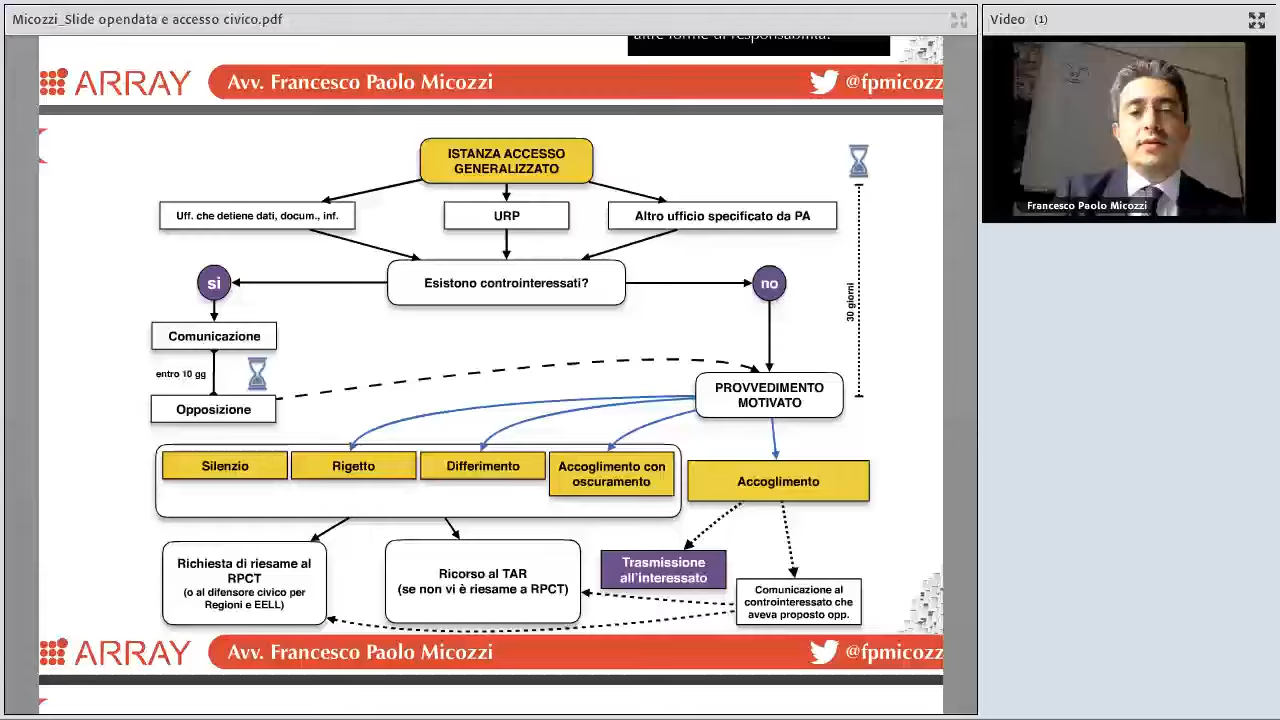 Micozzi_Slide opendata e accesso civico.pdf
Video (1)
altre forme di responsabilità.
ARRAY
Avv. Francesco Paolo Micozzi
@fpmicozz
Francesco Paolo Micozzi
ISTANZA ACCESSO
GENERALIZZATO
Uff. che detiene dati, docum., inf.
URP
Altro ufficio specificato da PA
si
Esistono controinteressati?
no
30 giorni
Comunicazione
entro 10 gg
Opposizione
PROVVEDIMENTO
MOTIVATO
Silenzio
Rigetto
Differimento
Accoglimento con
oscuramento
Accoglimento
Richiesta di riesame al
RPCT
(o al difensore civico per
Regioni e EELL)
Ricorso al TAR
(se non vi è riesame a RPCT)
Trasmissione
all'interessato
Comunicazione al
controinteressato che
aveva proposto opp.
ARRAY
Avv. Francesco Paolo Micozzi
@fpmicozz